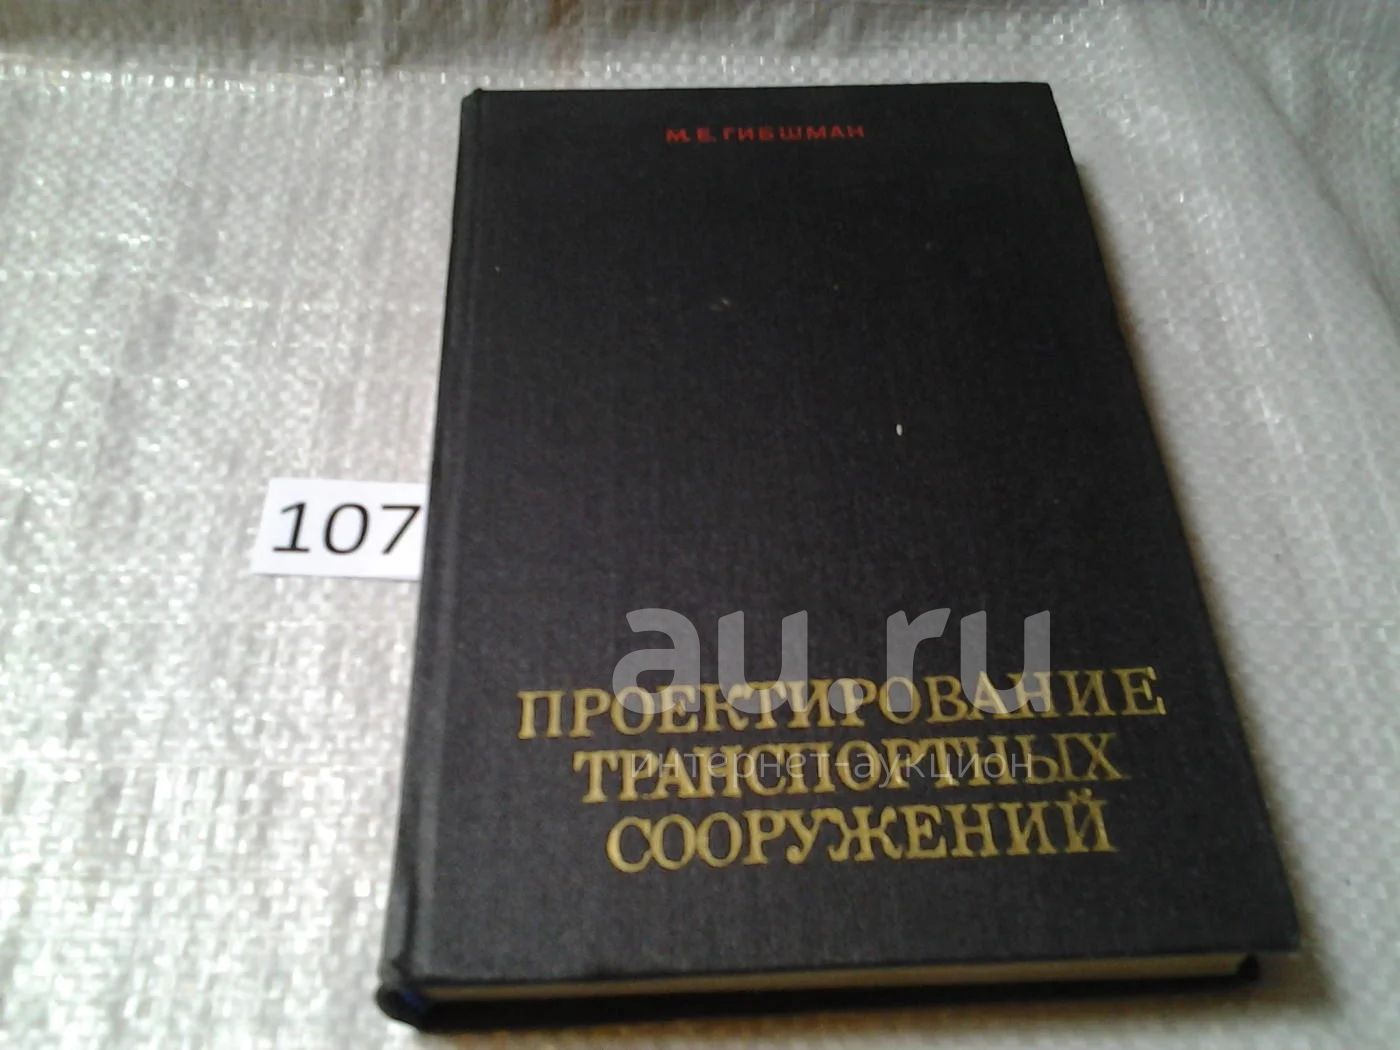 М. Е. ГИБШМАН
107
au.ru
ПРОЕКТИРОВАНИЕ
интернет-аукцион
ТРАНСПОРТНЫХ
СООРУЖЕНИЙ